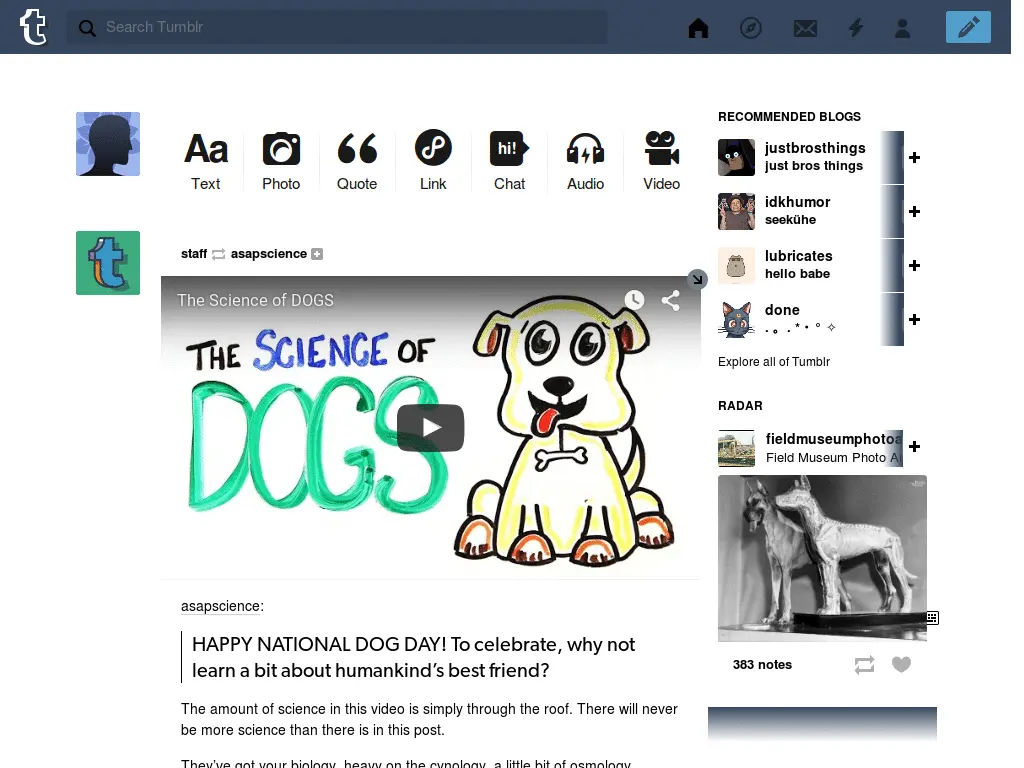 Search Tumblr
Aa
hi!
Text
Photo
Quote
Link
Chat
Audio
Video
staff asapscience
The Science of DOGS
THE SCIENCE OF
DOGS
asapscience:
HAPPY NATIONAL DOG DAY! To celebrate, why not
learn a bit about humankind’s best friend?
The amount of science in this video is simply through the roof. There will never
be more science than there is in this post.
They’ve got your biology, heavy on the cynology, a little bit of osmology,
RECOMMENDED BLOGS
justbrosthings
just bros things
idkhumor
seekühe
lubricates
hello babe
done
Explore all of Tumblr
RADAR
fieldmuseumphotoa
Field Museum Photo A
383 notes